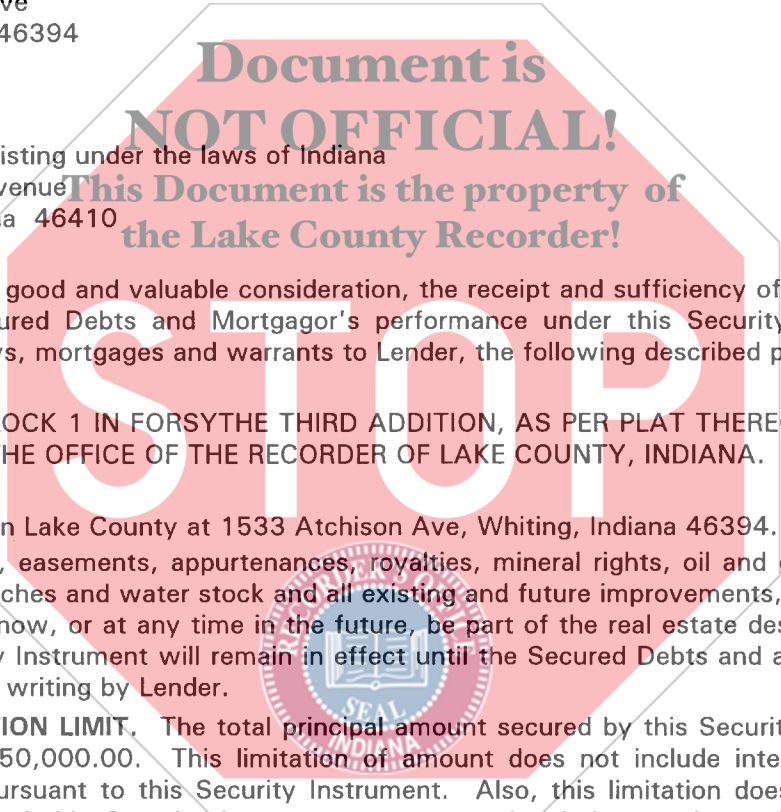 ve
46394
Document is
NOT OFFICIAL!
isting under the laws of Indiana
venue
This Document is the property of
a 46410
the Lake County Recorder!
good and valuable consideration, the receipt and sufficiency of
ured Debts and Mortgagor's performance under this Security
s, mortgages and warrants to Lender, the following described p
STOP
OCK 1 IN FORSYTHE THIRD ADDITION, AS PER PLAT THERE
HE OFFICE OF THE RECORDER OF LAKE COUNTY, INDIANA.
n Lake County at 1533 Atchison Ave, Whiting, Indiana 46394.
, easements, appurtenances, royalties, mineral rights, oil and
ches and water stock and all existing and future improvements,
now, or at any time in the future, be part of the real estate des
y Instrument will remain in effect until the Secured Debts and a
writing by Lender.
RECORDER'S OFFICE
SEAL
INDIANA
ION LIMIT. The total principal amount secured by this Securit
50,000.00. This limitation of amount does not include inte
ursuant to this Security Instrument. Also, this limitation doe